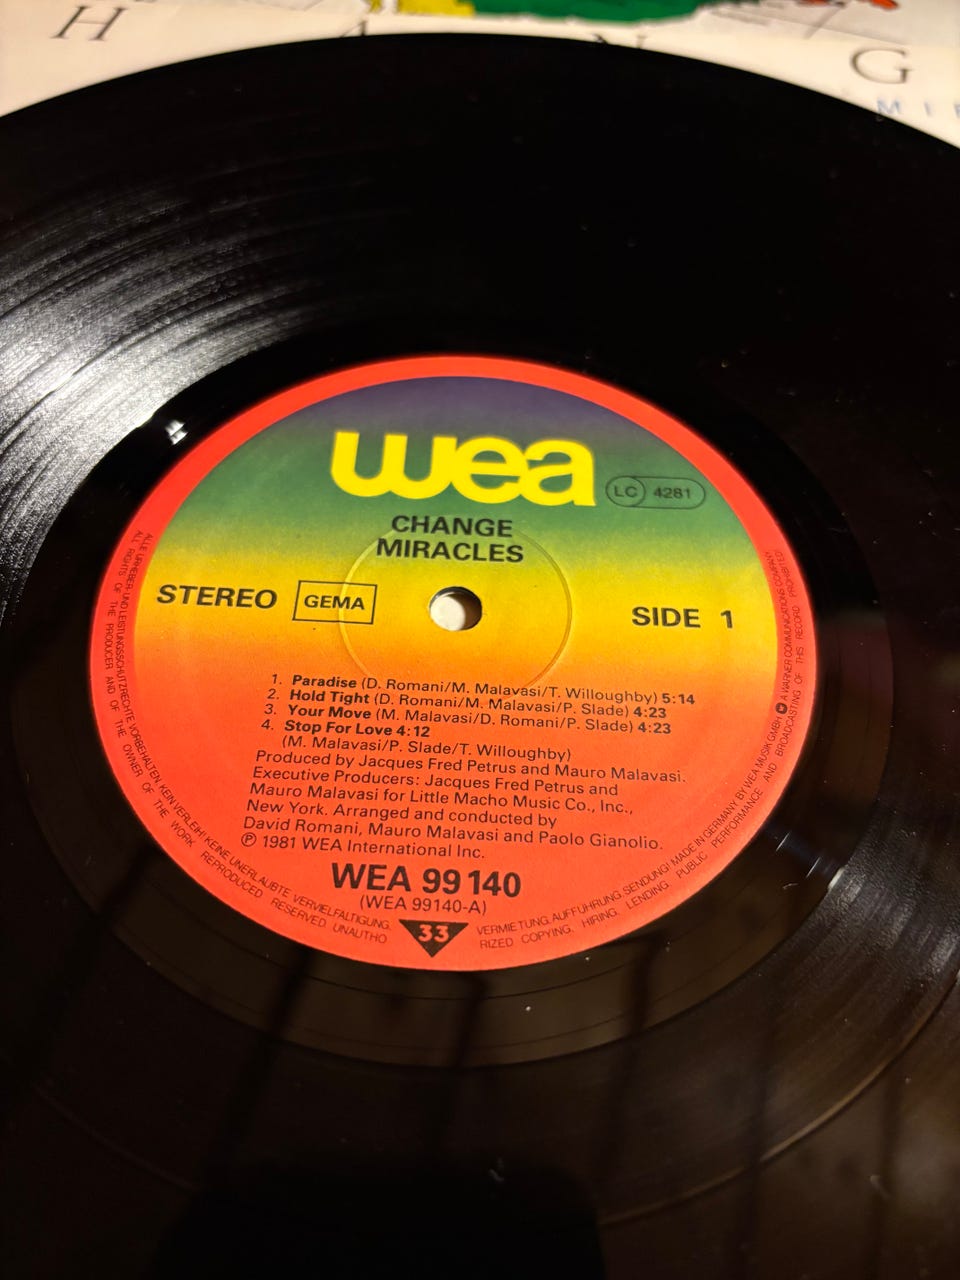 H A N G
MIR
wea
LC 4281
CHANGE
MIRACLES
STEREO GEMA SIDE 1
1. Paradise (D. Romani/M. Malavasi/T. Willoughby) 5:14
2. Hold Tight (D. Romani/M. Malavasi/P. Slade) 4:23
3. Your Move (M. Malavasi/D. Romani/P. Slade) 4:23
4. Stop For Love 4:12
(M. Malavasi/P. Slade/T. Willoughby)
Produced by Jacques Fred Petrus and Mauro Malavasi.
Executive Producers: Jacques Fred Petrus and
Mauro Malavasi for Little Macho Music Co., Inc.,
New York. Arranged and conducted by
David Romani, Mauro Malavasi and Paolo Gianolio.
℗ 1981 WEA International Inc.
WEA 99 140
(WEA 99140-A)
33
ALLE URHEBER- UND LEISTUNGSSCHUTZRECHTE VORBEHALTEN. KEIN VERLEIH! KEINE UNERLAUBTE VERVIELFÄLTIGUNG, VERMIETUNG, AUFFÜHRUNG, SENDUNG! MADE IN GERMANY BY WEA MUSIK GMBH A WARNER COMMUNICATIONS COMPANY
ALL RIGHTS OF THE PRODUCER AND OF THE OWNER OF THE WORK REPRODUCED RESERVED. UNAUTHORIZED COPYING, HIRING, LENDING, PUBLIC PERFORMANCE AND BROADCASTING OF THIS RECORD PROHIBITED